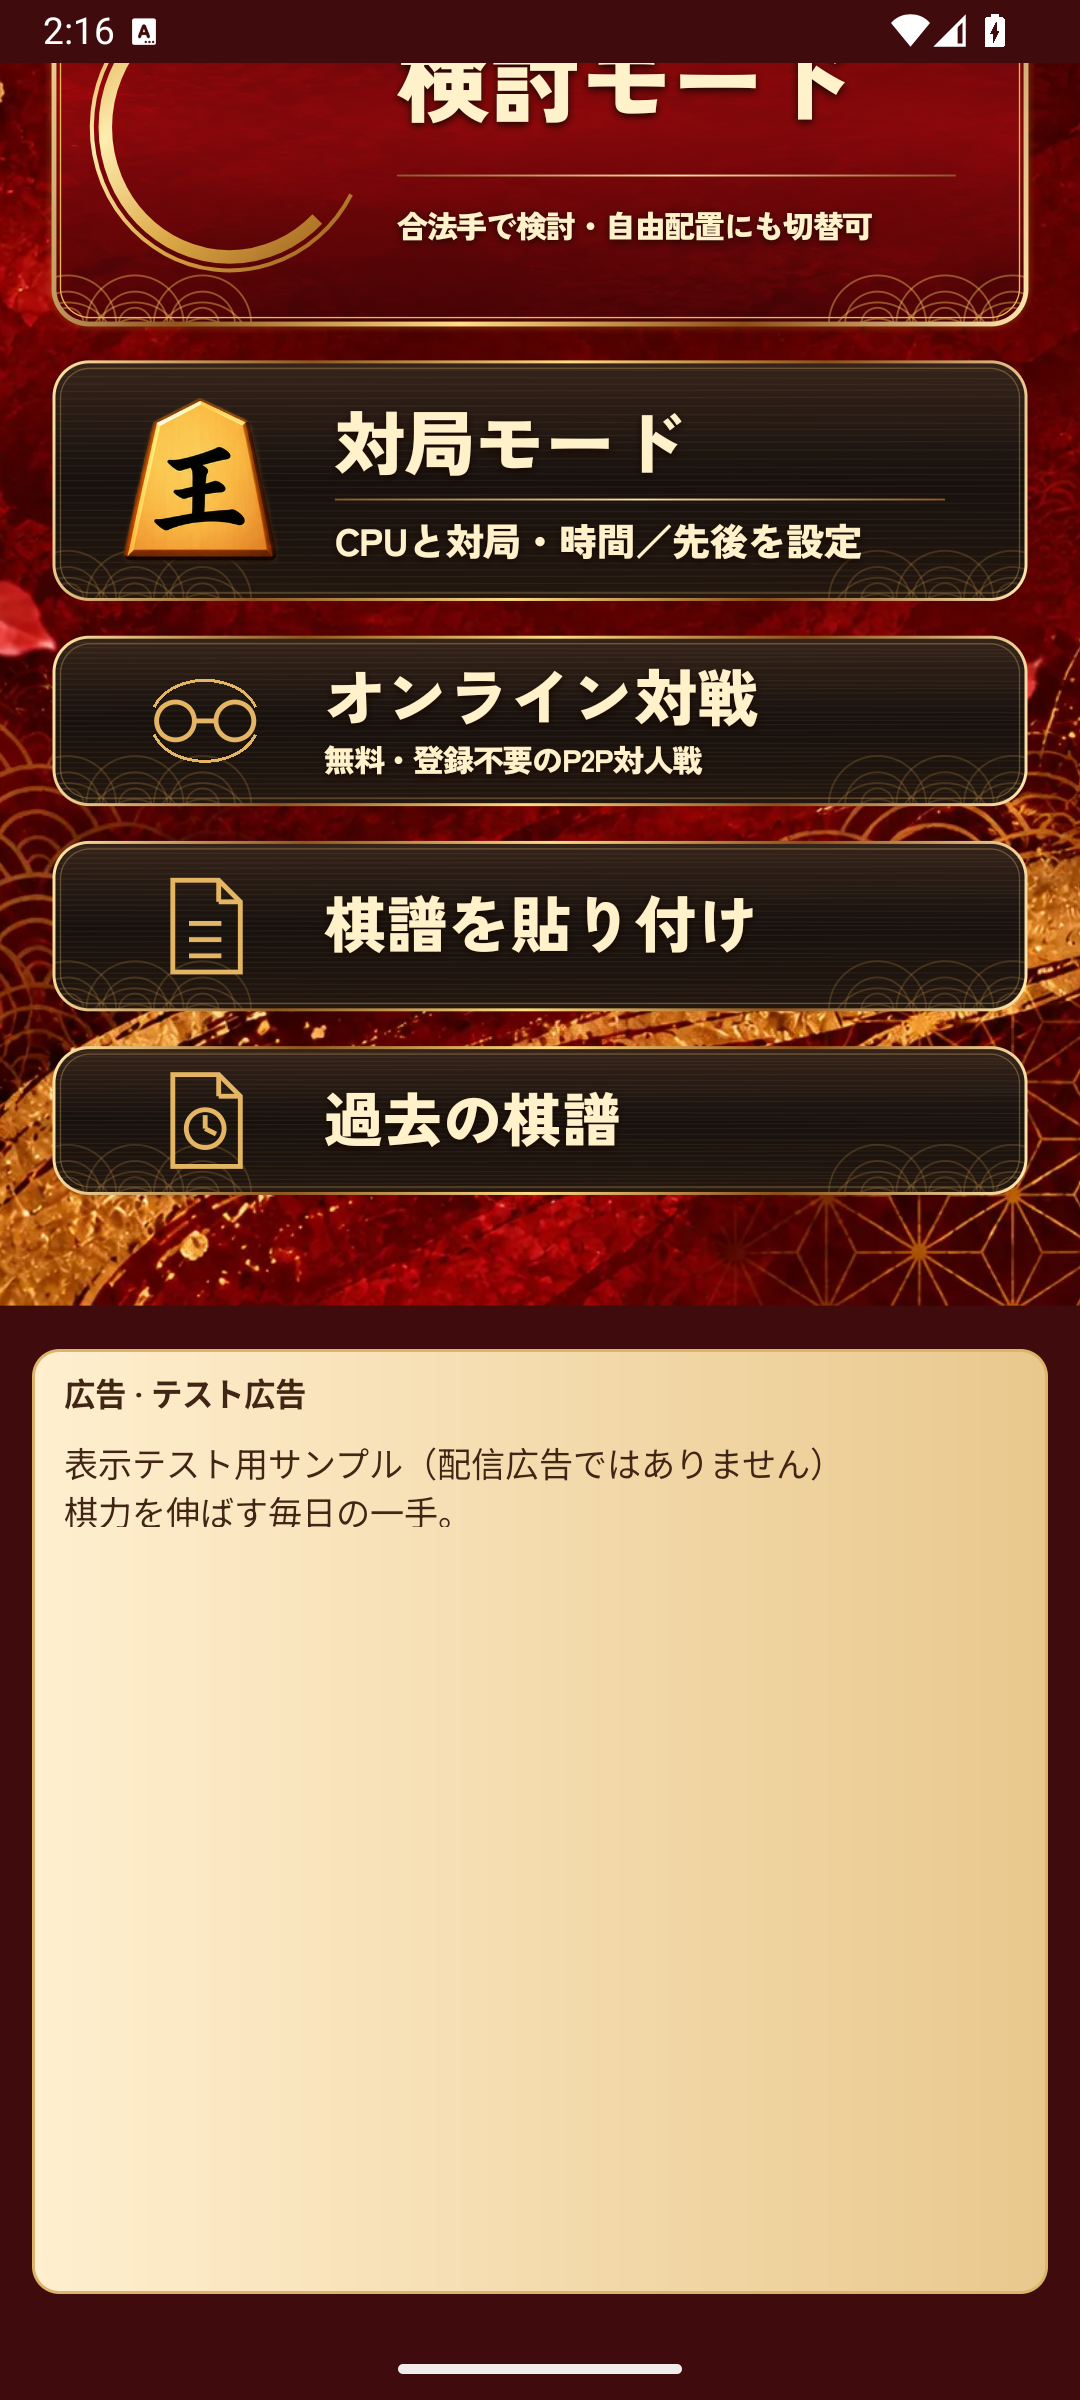 2:16
検討モード
合法手で検討・自由配置にも切替可
王
対局モード
CPUと対局・時間／先後を設定
オンライン対戦
無料・登録不要のP2P対人戦
棋譜を貼り付け
過去の棋譜
広告 · テスト広告
表示テスト用サンプル（配信広告ではありません）
棋力を伸ばす毎日の一手。